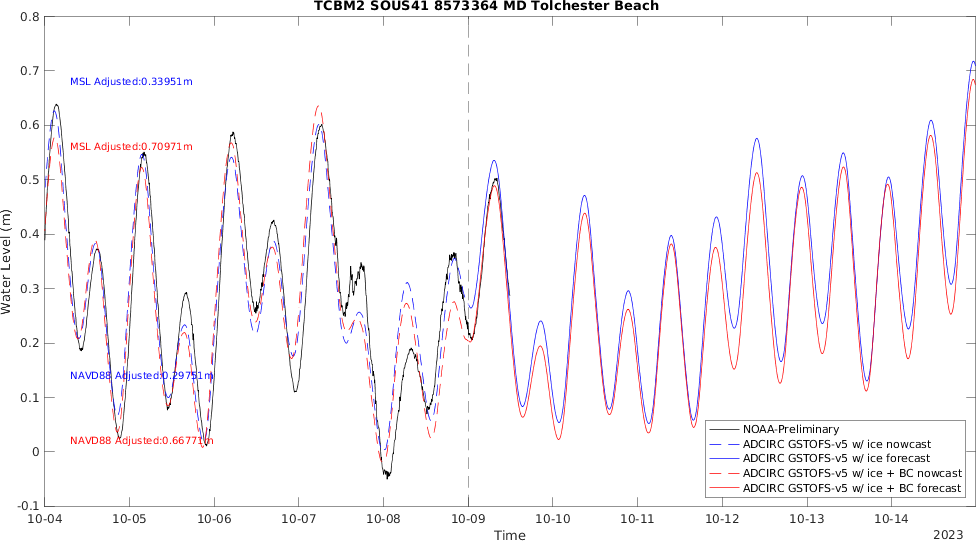 TCBM2 SOUS41 8573364 MD Tolchester Beach
0.8
0.7
MSL Adjusted:0.33951m
0.6
MSL Adjusted:0.70971m
0.5
0.4
Water Level (m)
0.3
0.2
NAVD88 Adjusted:0.29751m
0.1
NAVD88 Adjusted:0.66771m
0
-0.1
NOAA-Preliminary
ADCIRC GSTOFS-v5 w/ ice nowcast
ADCIRC GSTOFS-v5 w/ ice forecast
ADCIRC GSTOFS-v5 w/ ice + BC nowcast
ADCIRC GSTOFS-v5 w/ ice + BC forecast
10-04 10-05 10-06 10-07 10-08 10-09 10-10 10-11 10-12 10-13 10-14
Time
2023